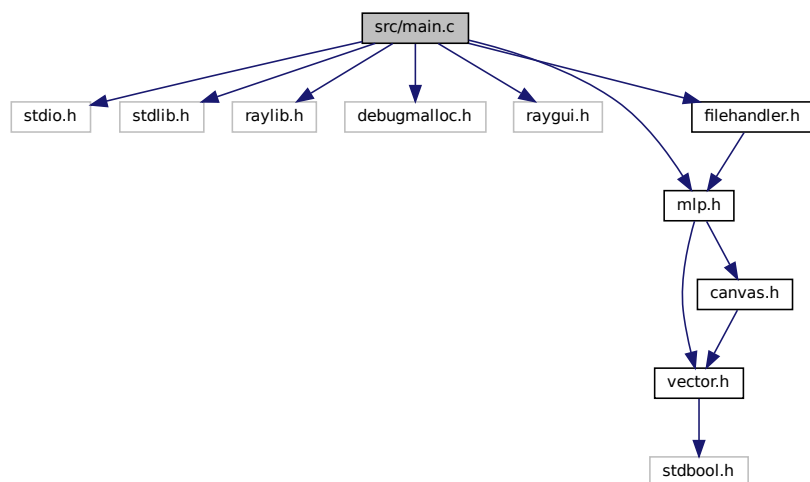 src/main.c
stdio.h
stdlib.h
raylib.h
debugmalloc.h
raygui.h
filehandler.h
mlp.h
canvas.h
vector.h
stdbool.h